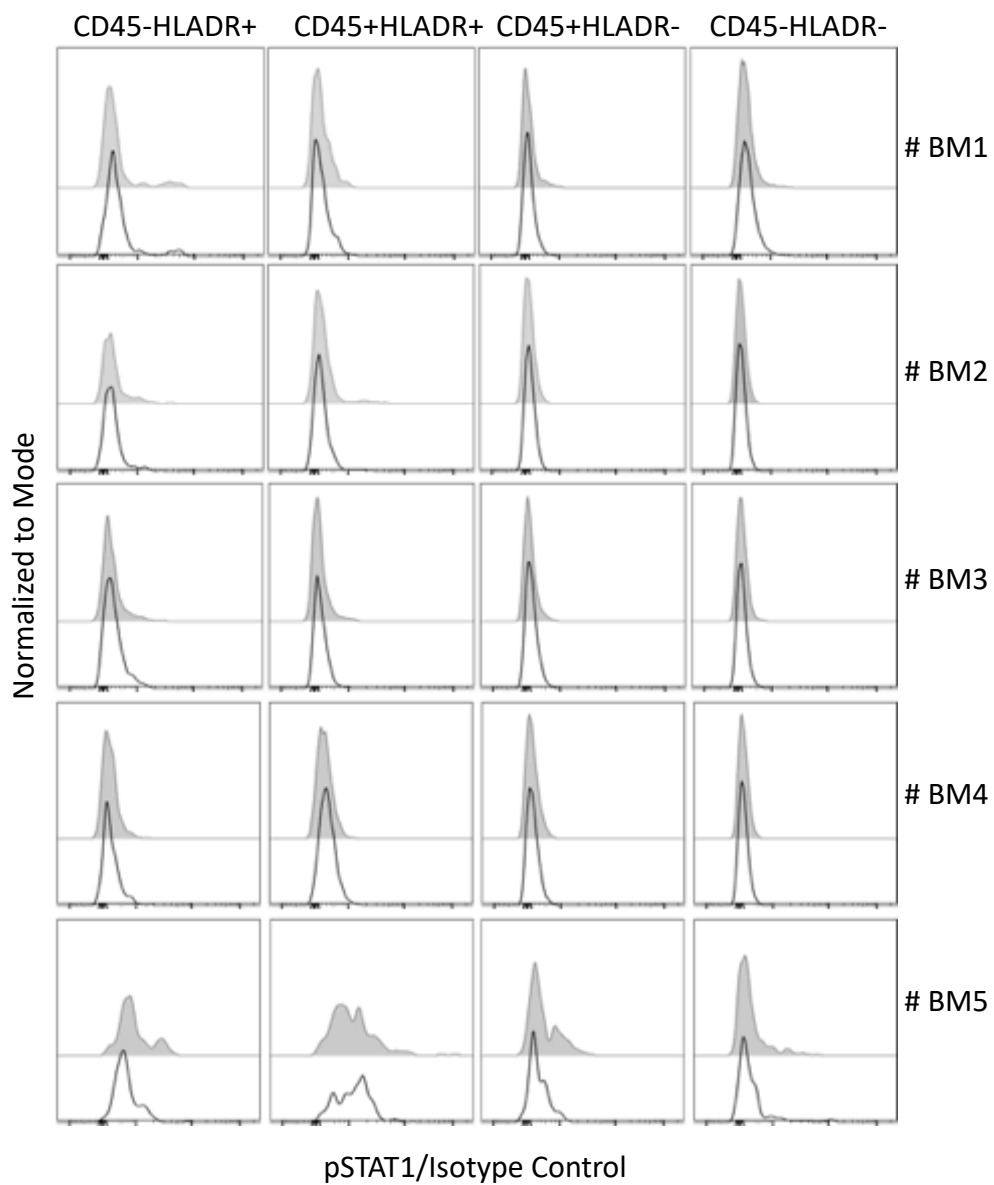 CD45-HLADR+ CD45+HLADR+ CD45+HLADR- CD45-HLADR-
# BM1
# BM2
Normalized to Mode
# BM3
# BM4
# BM5
pSTAT1/Isotype Control